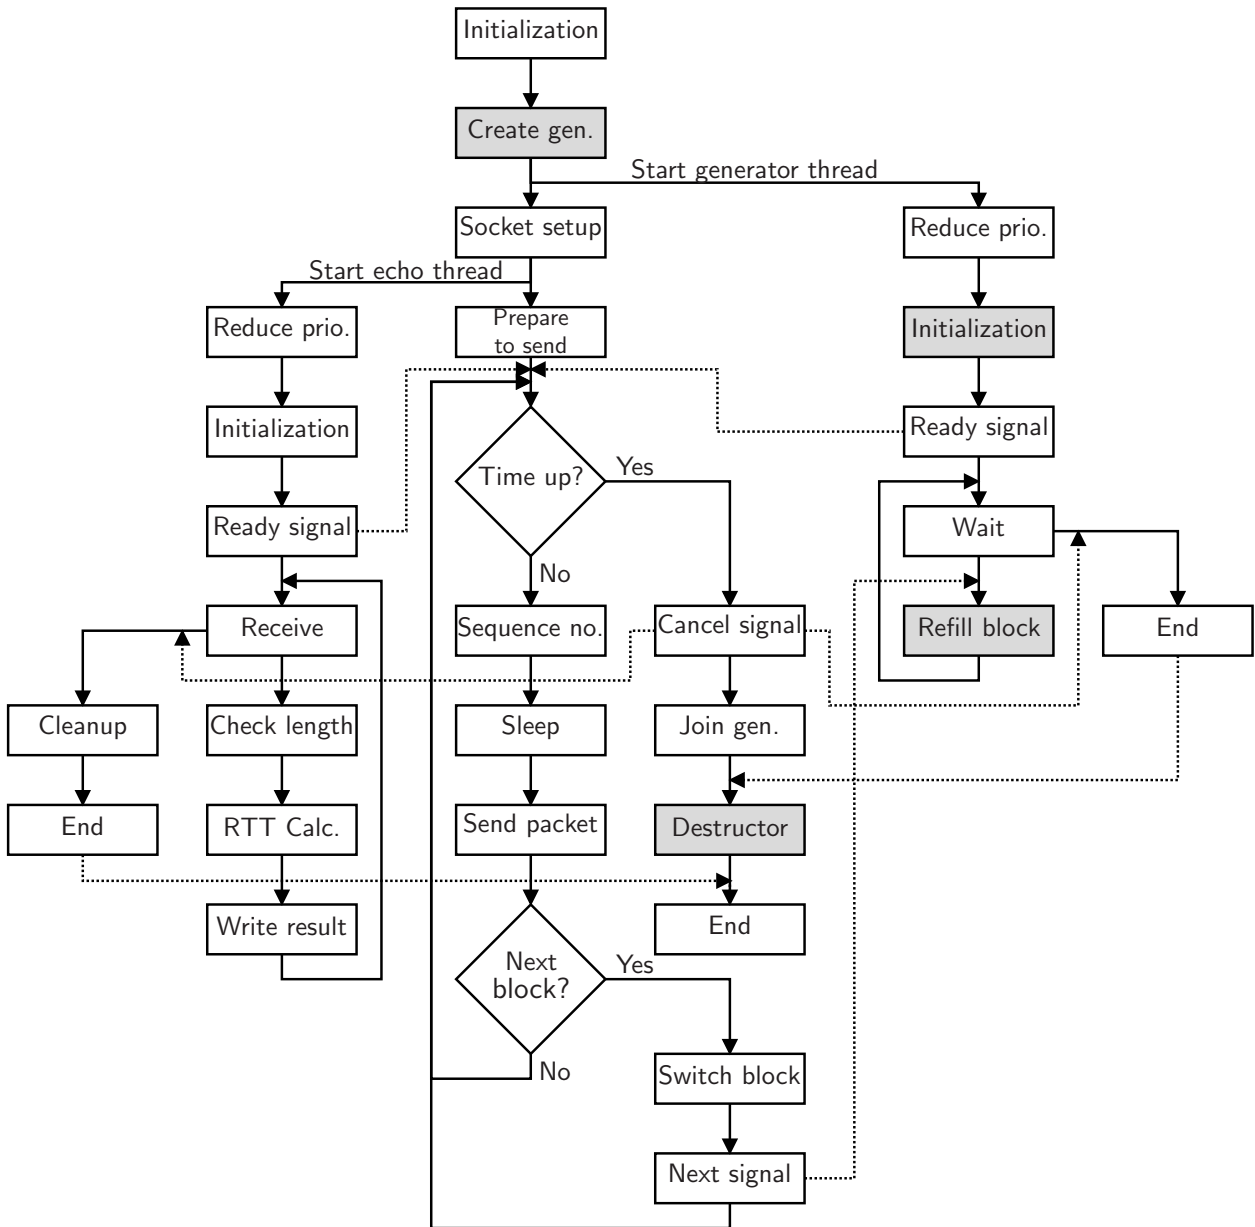 Initialization
Create gen.
Start generator thread
Socket setup
Reduce prio.
Start echo thread
Reduce prio.
Prepare
to send
Initialization
Initialization
Ready signal
Time up?
Yes
Ready signal
Wait
No
Receive
Sequence no.
Cancel signal
Refill block
End
Cleanup
Check length
Sleep
Join gen.
End
RTT Calc.
Send packet
Destructor
Write result
End
Next
block?
Yes
No
Switch block
Next signal